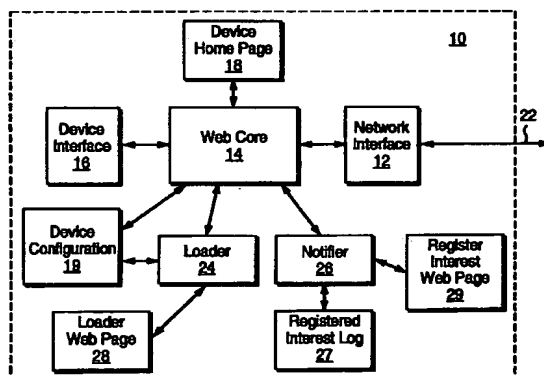 Device
Home Page
18
10
22
Device
Interface
16
Web Core
14
Network
Interface
12
Device
Configuration
19
Loader
24
Notifier
26
Register
Interest
Web Page
29
Loader
Web Page
28
Registered
Interest Log
27